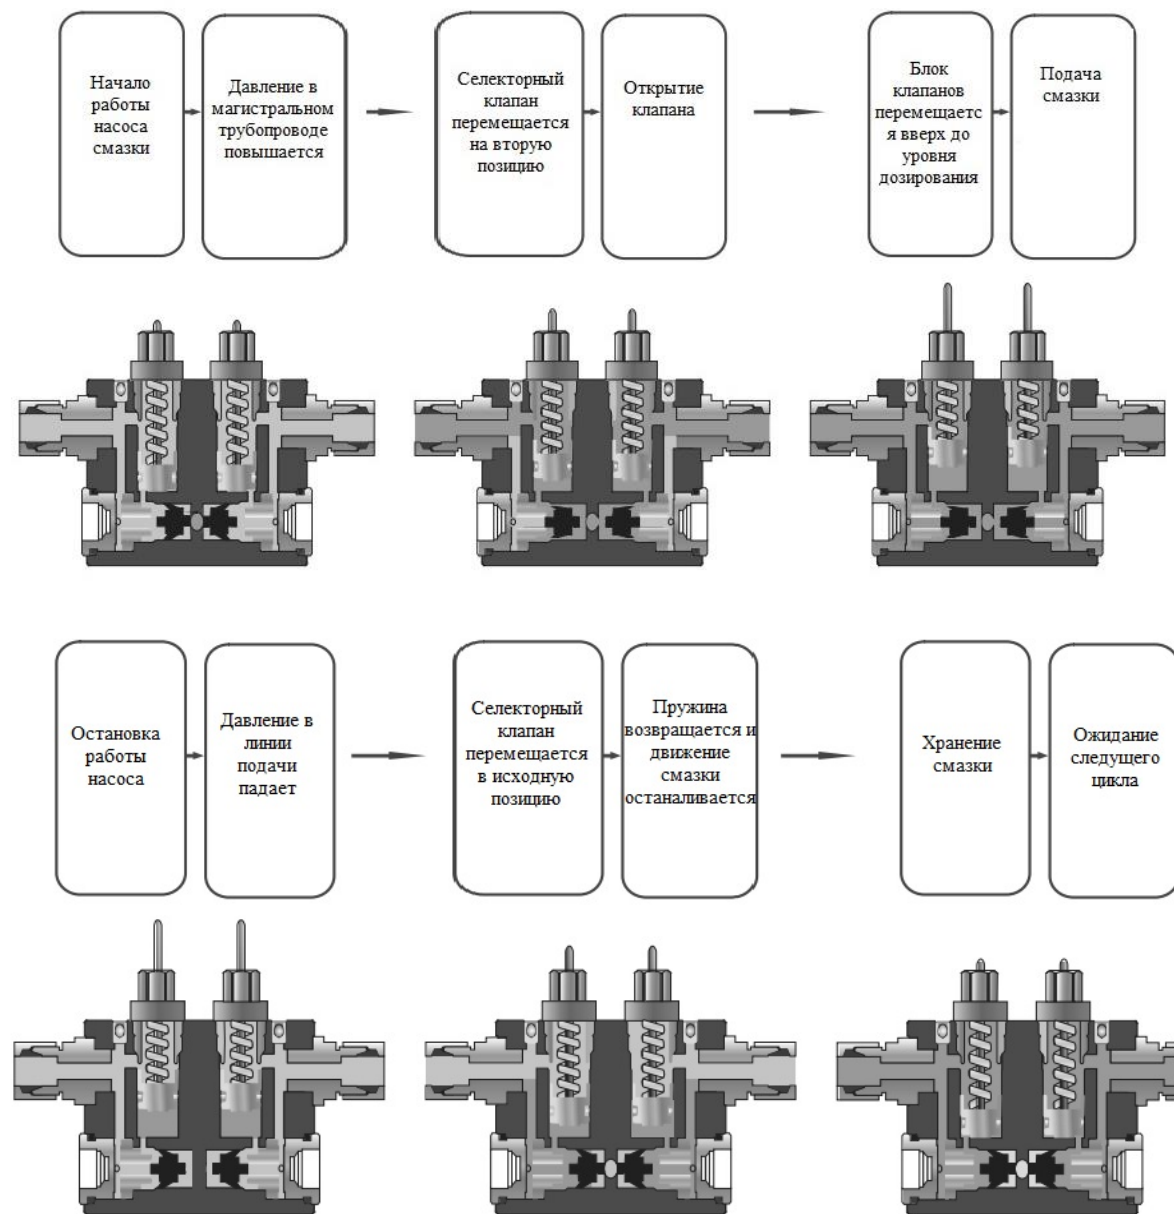 Начало
работы
насоса
смазки
Давление в
магистральном
трубопроводе
повышается
Селекторный
клапан
перемещается
на вторую
позицию
Открытие
клапана
Блок
клапанов
перемещаетс
я вверх до
уровня
дозирования
Подача
смазки
Остановка
работы
насоса
Давление в
линии
подачи
падает
Селекторный
клапан
перемещается
в исходную
позицию
Пружина
возвращается и
движение
смазки
останаливается
Хранение
смазки
Ожидание
следущего
цикла